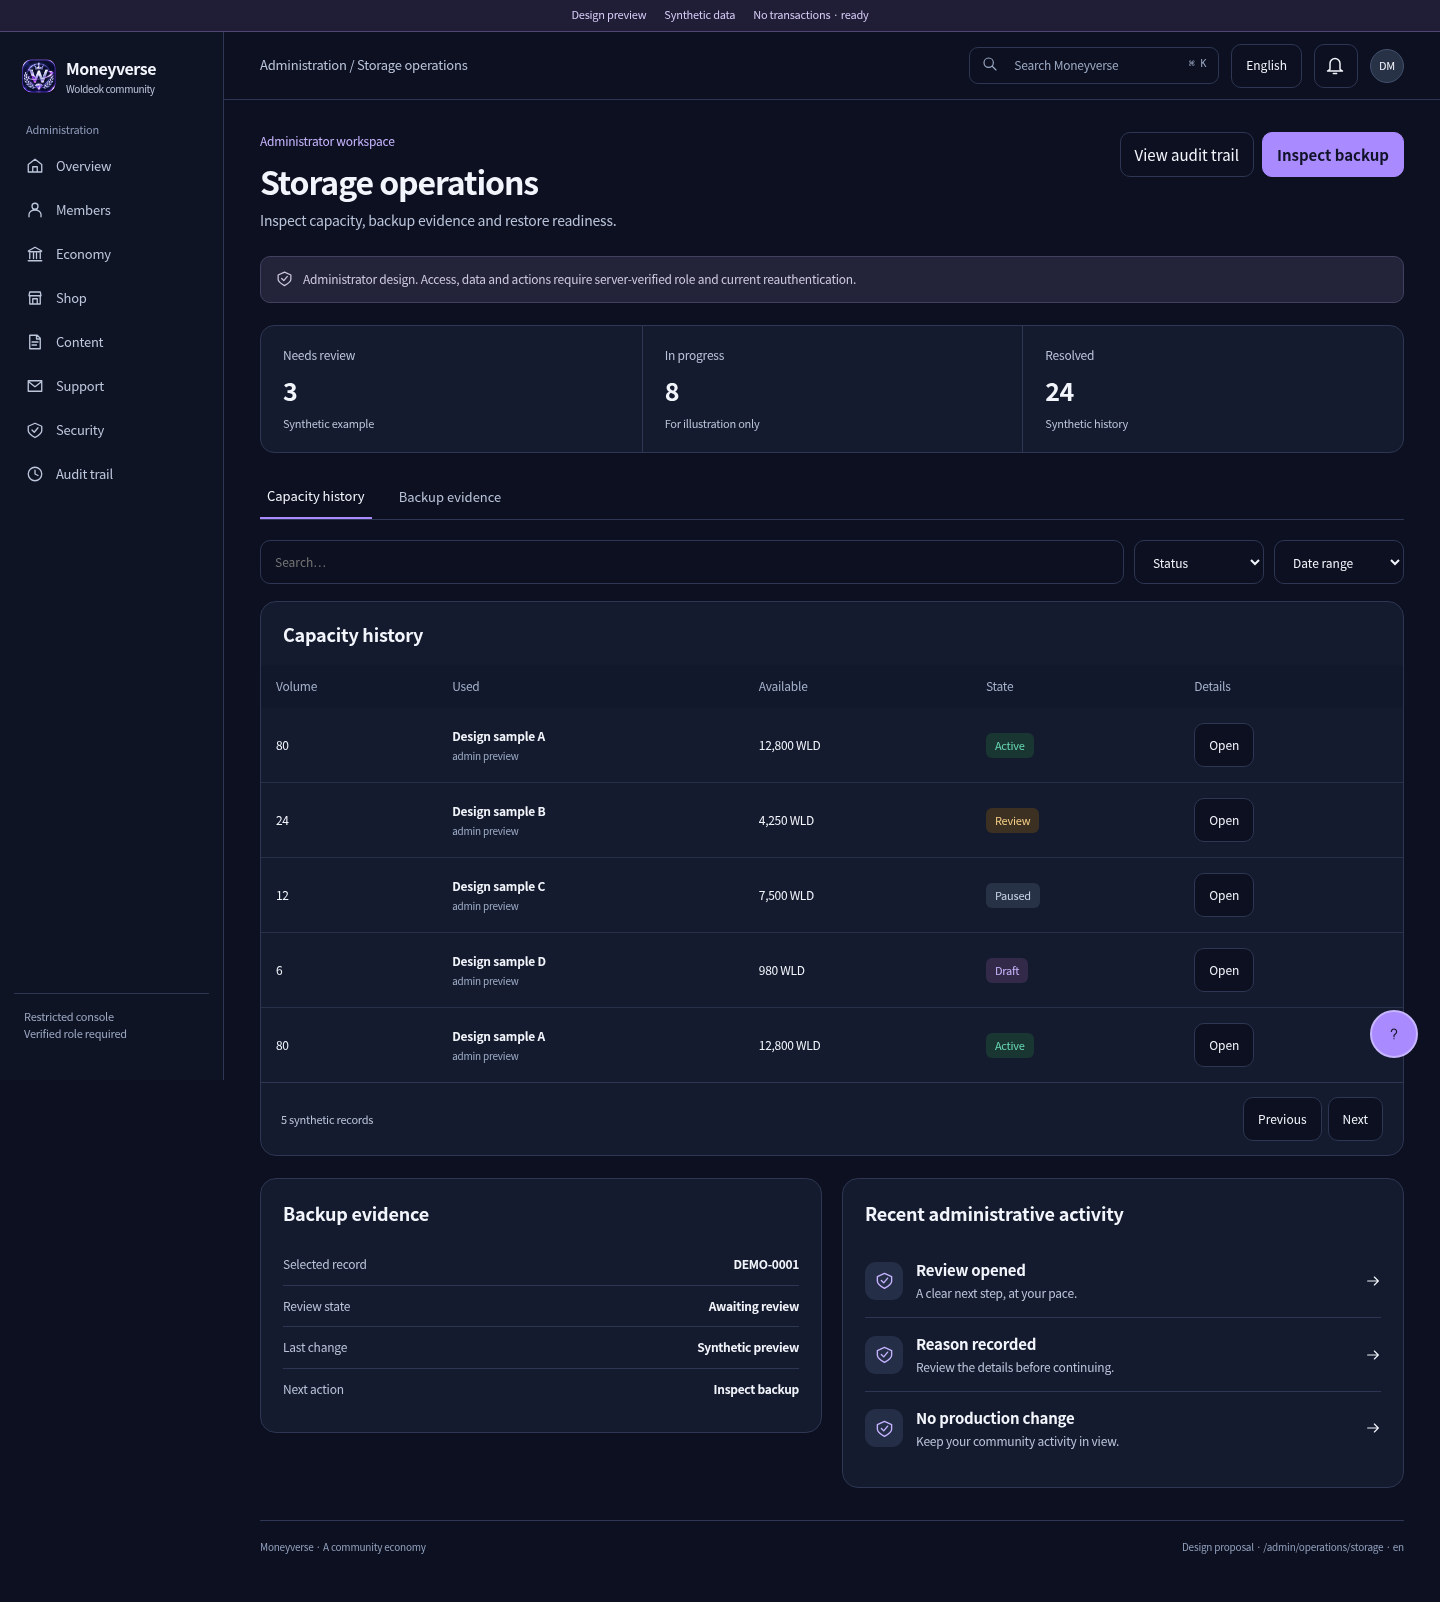 Design preview Synthetic data No transactions · ready
Moneyverse
Woldeok community
Administration / Storage operations
Search Moneyverse
⌘ K
English
DM
Administration
Overview
Members
Economy
Shop
Content
Support
Security
Audit trail
Restricted console
Verified role required
Administrator workspace
Storage operations
Inspect capacity, backup evidence and restore readiness.
View audit trail
Inspect backup
Administrator design. Access, data and actions require server-verified role and current reauthentication.
Needs review
3
Synthetic example
In progress
8
For illustration only
Resolved
24
Synthetic history
Capacity history
Backup evidence
Search…
Status
Date range
Capacity history
Volume Used Available State Details
80 Design sample A 12,800 WLD Active Open
admin preview
24 Design sample B 4,250 WLD Review Open
admin preview
12 Design sample C 7,500 WLD Paused Open
admin preview
6 Design sample D 980 WLD Draft Open
admin preview
80 Design sample A 12,800 WLD Active Open
admin preview
?
5 synthetic records
Previous
Next
Backup evidence
Selected record DEMO-0001
Review state Awaiting review
Last change Synthetic preview
Next action Inspect backup
Recent administrative activity
Review opened
A clear next step, at your pace.
Reason recorded
Review the details before continuing.
No production change
Keep your community activity in view.
Moneyverse · A community economy
Design proposal · /admin/operations/storage · en